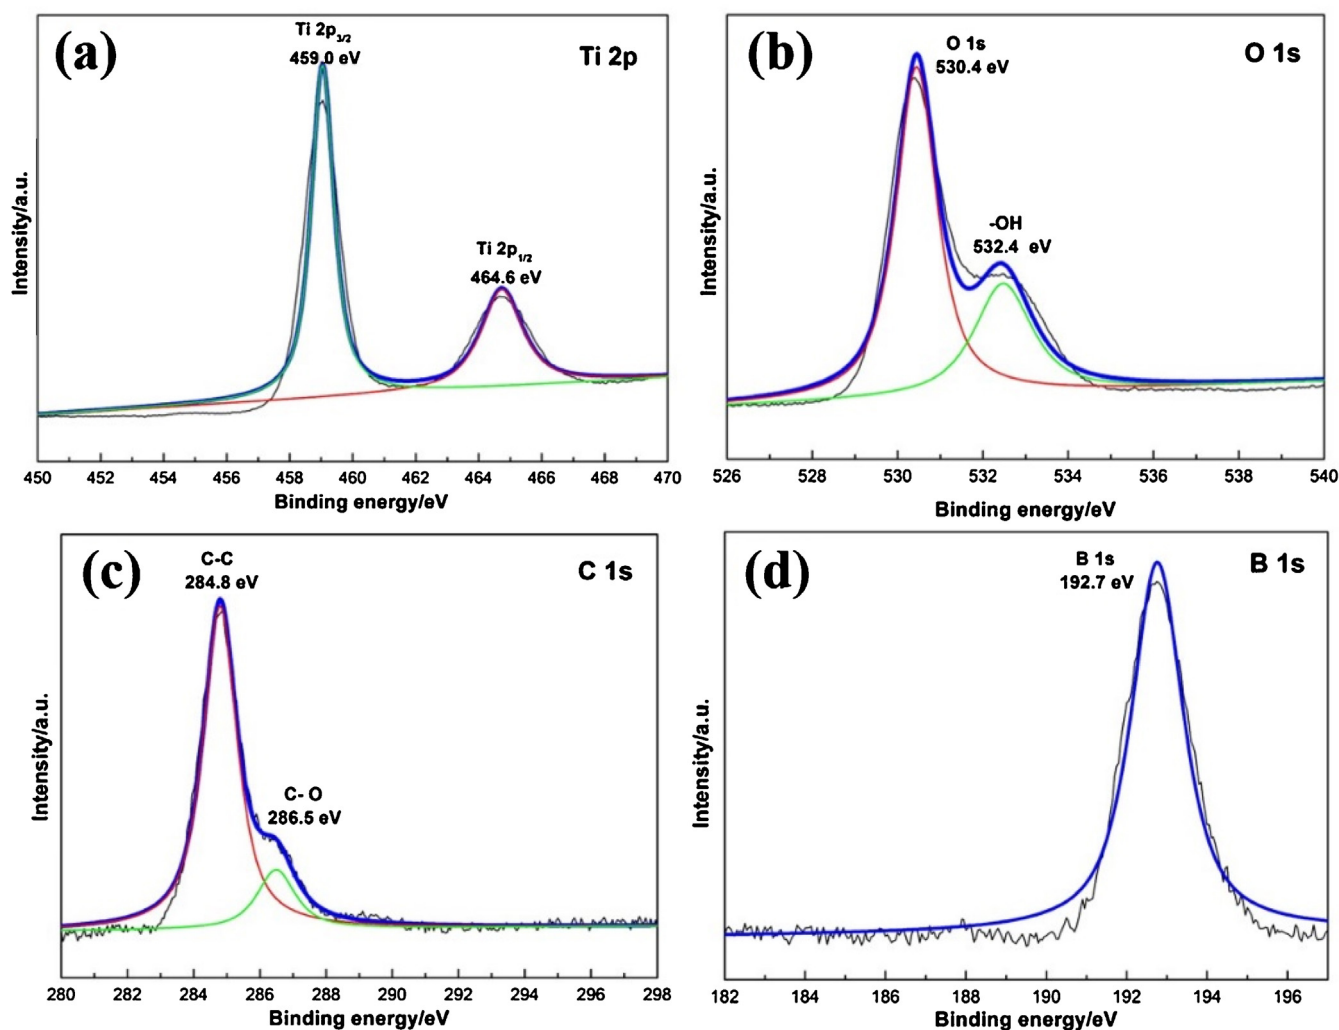 (a)
Ti 2p3/2
459.0 eV
Ti 2p
Ti 2p1/2
464.6 eV
Intensity/a.u.
450 452 454 456 458 460 462 464 466 468 470
Binding energy/eV
(b)
O 1s
530.4 eV
O 1s
-OH
532.4 eV
Intensity/a.u.
526 528 530 532 534 536 538 540
Binding energy/eV
(c)
C-C
284.8 eV
C 1s
C- O
286.5 eV
Intensity/a.u.
280 282 284 286 288 290 292 294 296 298
Binding energy/eV
(d)
B 1s
192.7 eV
B 1s
Intensity/a.u.
182 184 186 188 190 192 194 196
Binding energy/eV